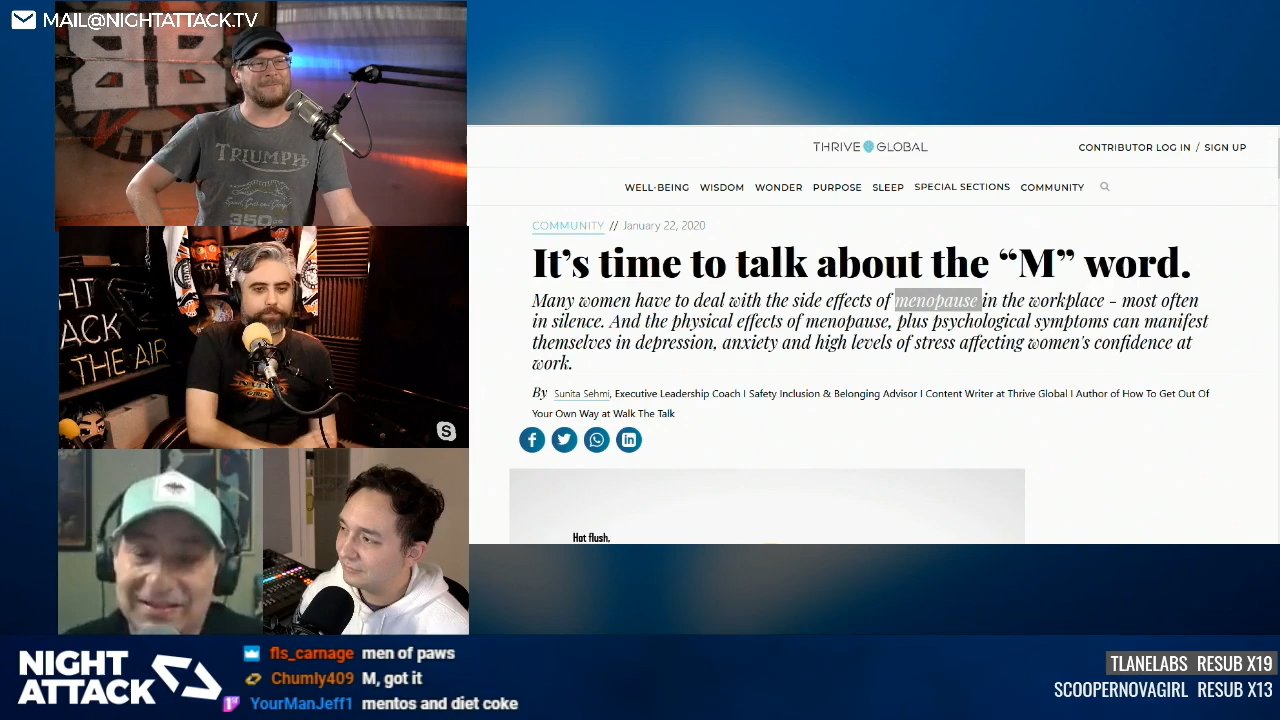 MAIL@NIGHTATTACK.TV
TRIUMPH
350
HT
ACK
THE AIR
THRIVE GLOBAL
CONTRIBUTOR LOG IN / SIGN UP
WELL-BEING WISDOM WONDER PURPOSE SLEEP SPECIAL SECTIONS COMMUNITY
COMMUNITY // January 22, 2020
It's time to talk about the “M” word.
Many women have to deal with the side effects of menopause in the workplace – most often
in silence. And the physical effects of menopause, plus psychological symptoms can manifest
themselves in depression, anxiety and high levels of stress affecting women's confidence at
work.
By Sunita Sehmi, Executive Leadership Coach I Safety Inclusion & Belonging Advisor I Content Writer at Thrive Global I Author of How To Get Out Of
Your Own Way at Walk The Talk
Hot flush,
NIGHT
ATTACK
fls_carnage men of paws
Chumly409 M, got it
YourManJeff1 mentos and diet coke
TLANELABS RESUB X19
SCOOPERNOVAGIRL RESUB X13